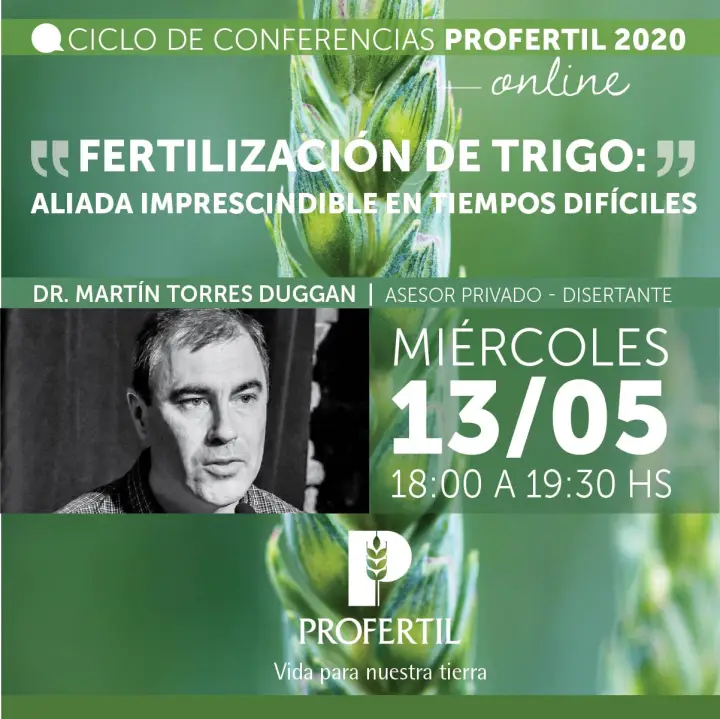 CICLO DE CONFERENCIAS PROFERTIL 2020
online
“ FERTILIZACIÓN DE TRIGO: ”
ALIADA IMPRESCINDIBLE EN TIEMPOS DIFÍCILES
DR. MARTÍN TORRES DUGGAN | ASESOR PRIVADO - DISERTANTE
MIÉRCOLES
13/05
18:00 A 19:30 HS
P
PROFERTIL
Vida para nuestra tierra